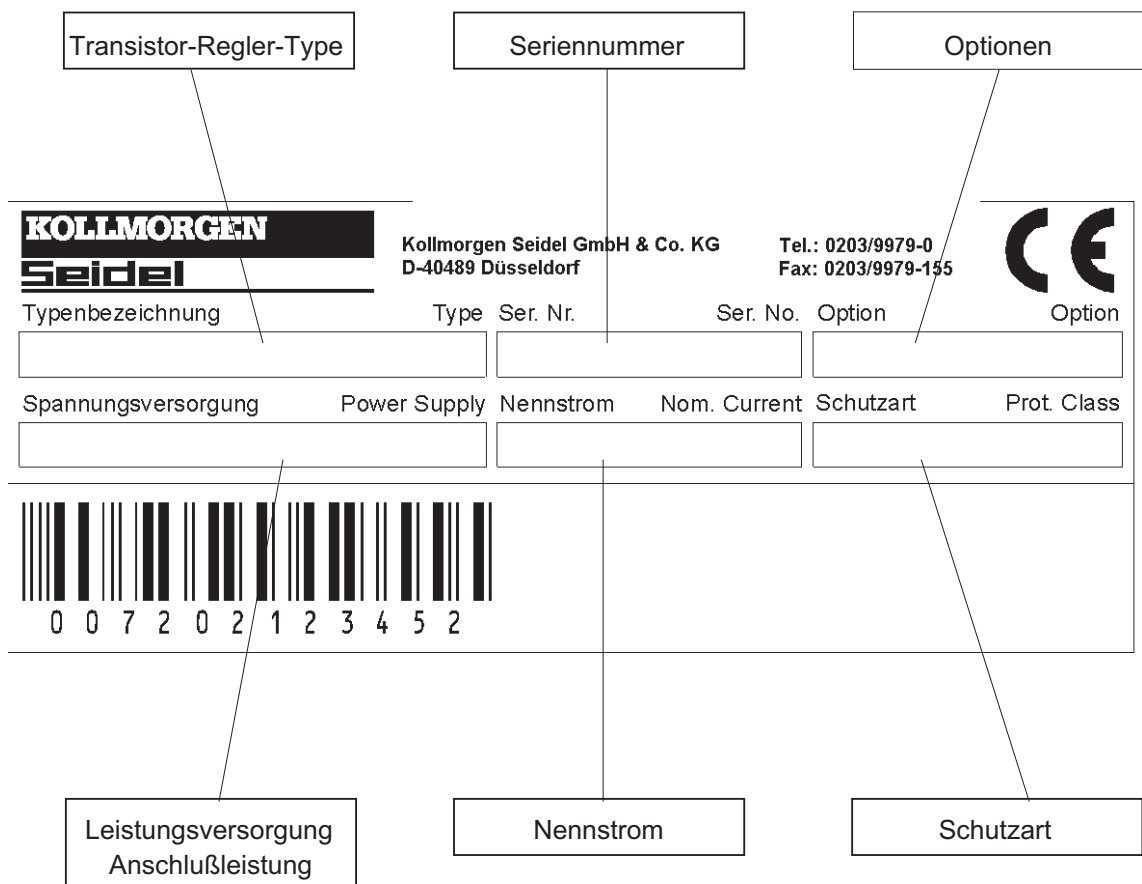 Transistor-Regler-Type
Seriennummer
Optionen
KOLLMORGEN
Seidel
Kollmorgen Seidel GmbH & Co. KG
D-40489 Düsseldorf
Tel.: 0203/9979-0
Fax: 0203/9979-155
CE
Typenbezeichnung Type Ser. Nr. Ser. No. Option Option
Spannungsversorgung Power Supply Nennstrom Nom. Current Schutzart Prot. Class
0 0 7 2 0 2 1 2 3 4 5 2
Leistungsversorgung
Anschlußleistung
Nennstrom
Schutzart